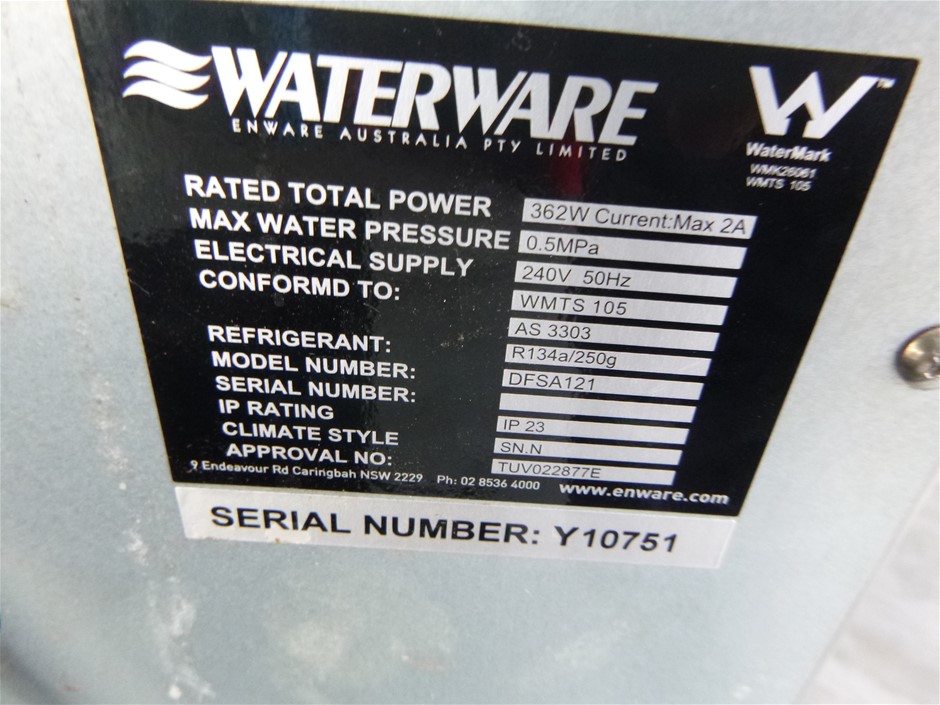 WATERWARE
ENWARE AUSTRALIA PTY LIMITED
W™
WaterMark
WMK26061
WMTS 105
RATED TOTAL POWER 362W Current:Max 2A
MAX WATER PRESSURE 0.5MPa
ELECTRICAL SUPPLY 240V 50Hz
CONFORMD TO: WMTS 105
AS 3303
REFRIGERANT: R134a/250g
MODEL NUMBER: DFSA121
SERIAL NUMBER:
IP RATING IP 23
CLIMATE STYLE SN.N
APPROVAL NO: TUV022877E
9 Endeavour Rd Caringbah NSW 2229 Ph: 02 8536 4000 www.enware.com
SERIAL NUMBER: Y10751